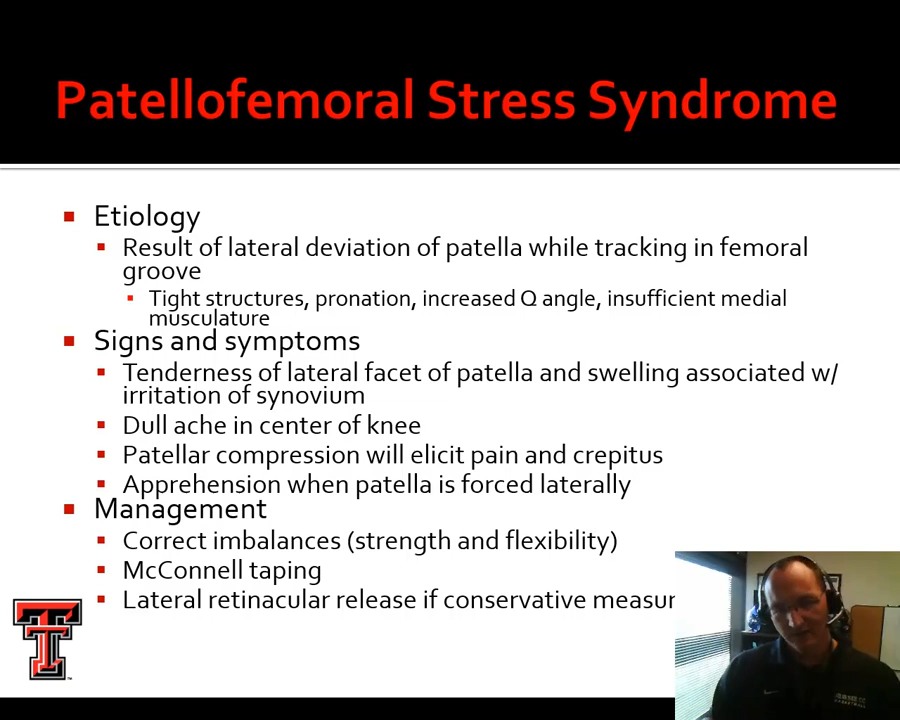 Patellofemoral Stress Syndrome
Etiology
Result of lateral deviation of patella while tracking in femoral
groove
Tight structures, pronation, increased Q angle, insufficient medial
musculature
Signs and symptoms
Tenderness of lateral facet of patella and swelling associated w/
irritation of synovium
Dull ache in center of knee
Patellar compression will elicit pain and crepitus
Apprehension when patella is forced laterally
Management
Correct imbalances (strength and flexibility)
McConnell taping
Lateral retinacular release if conservative